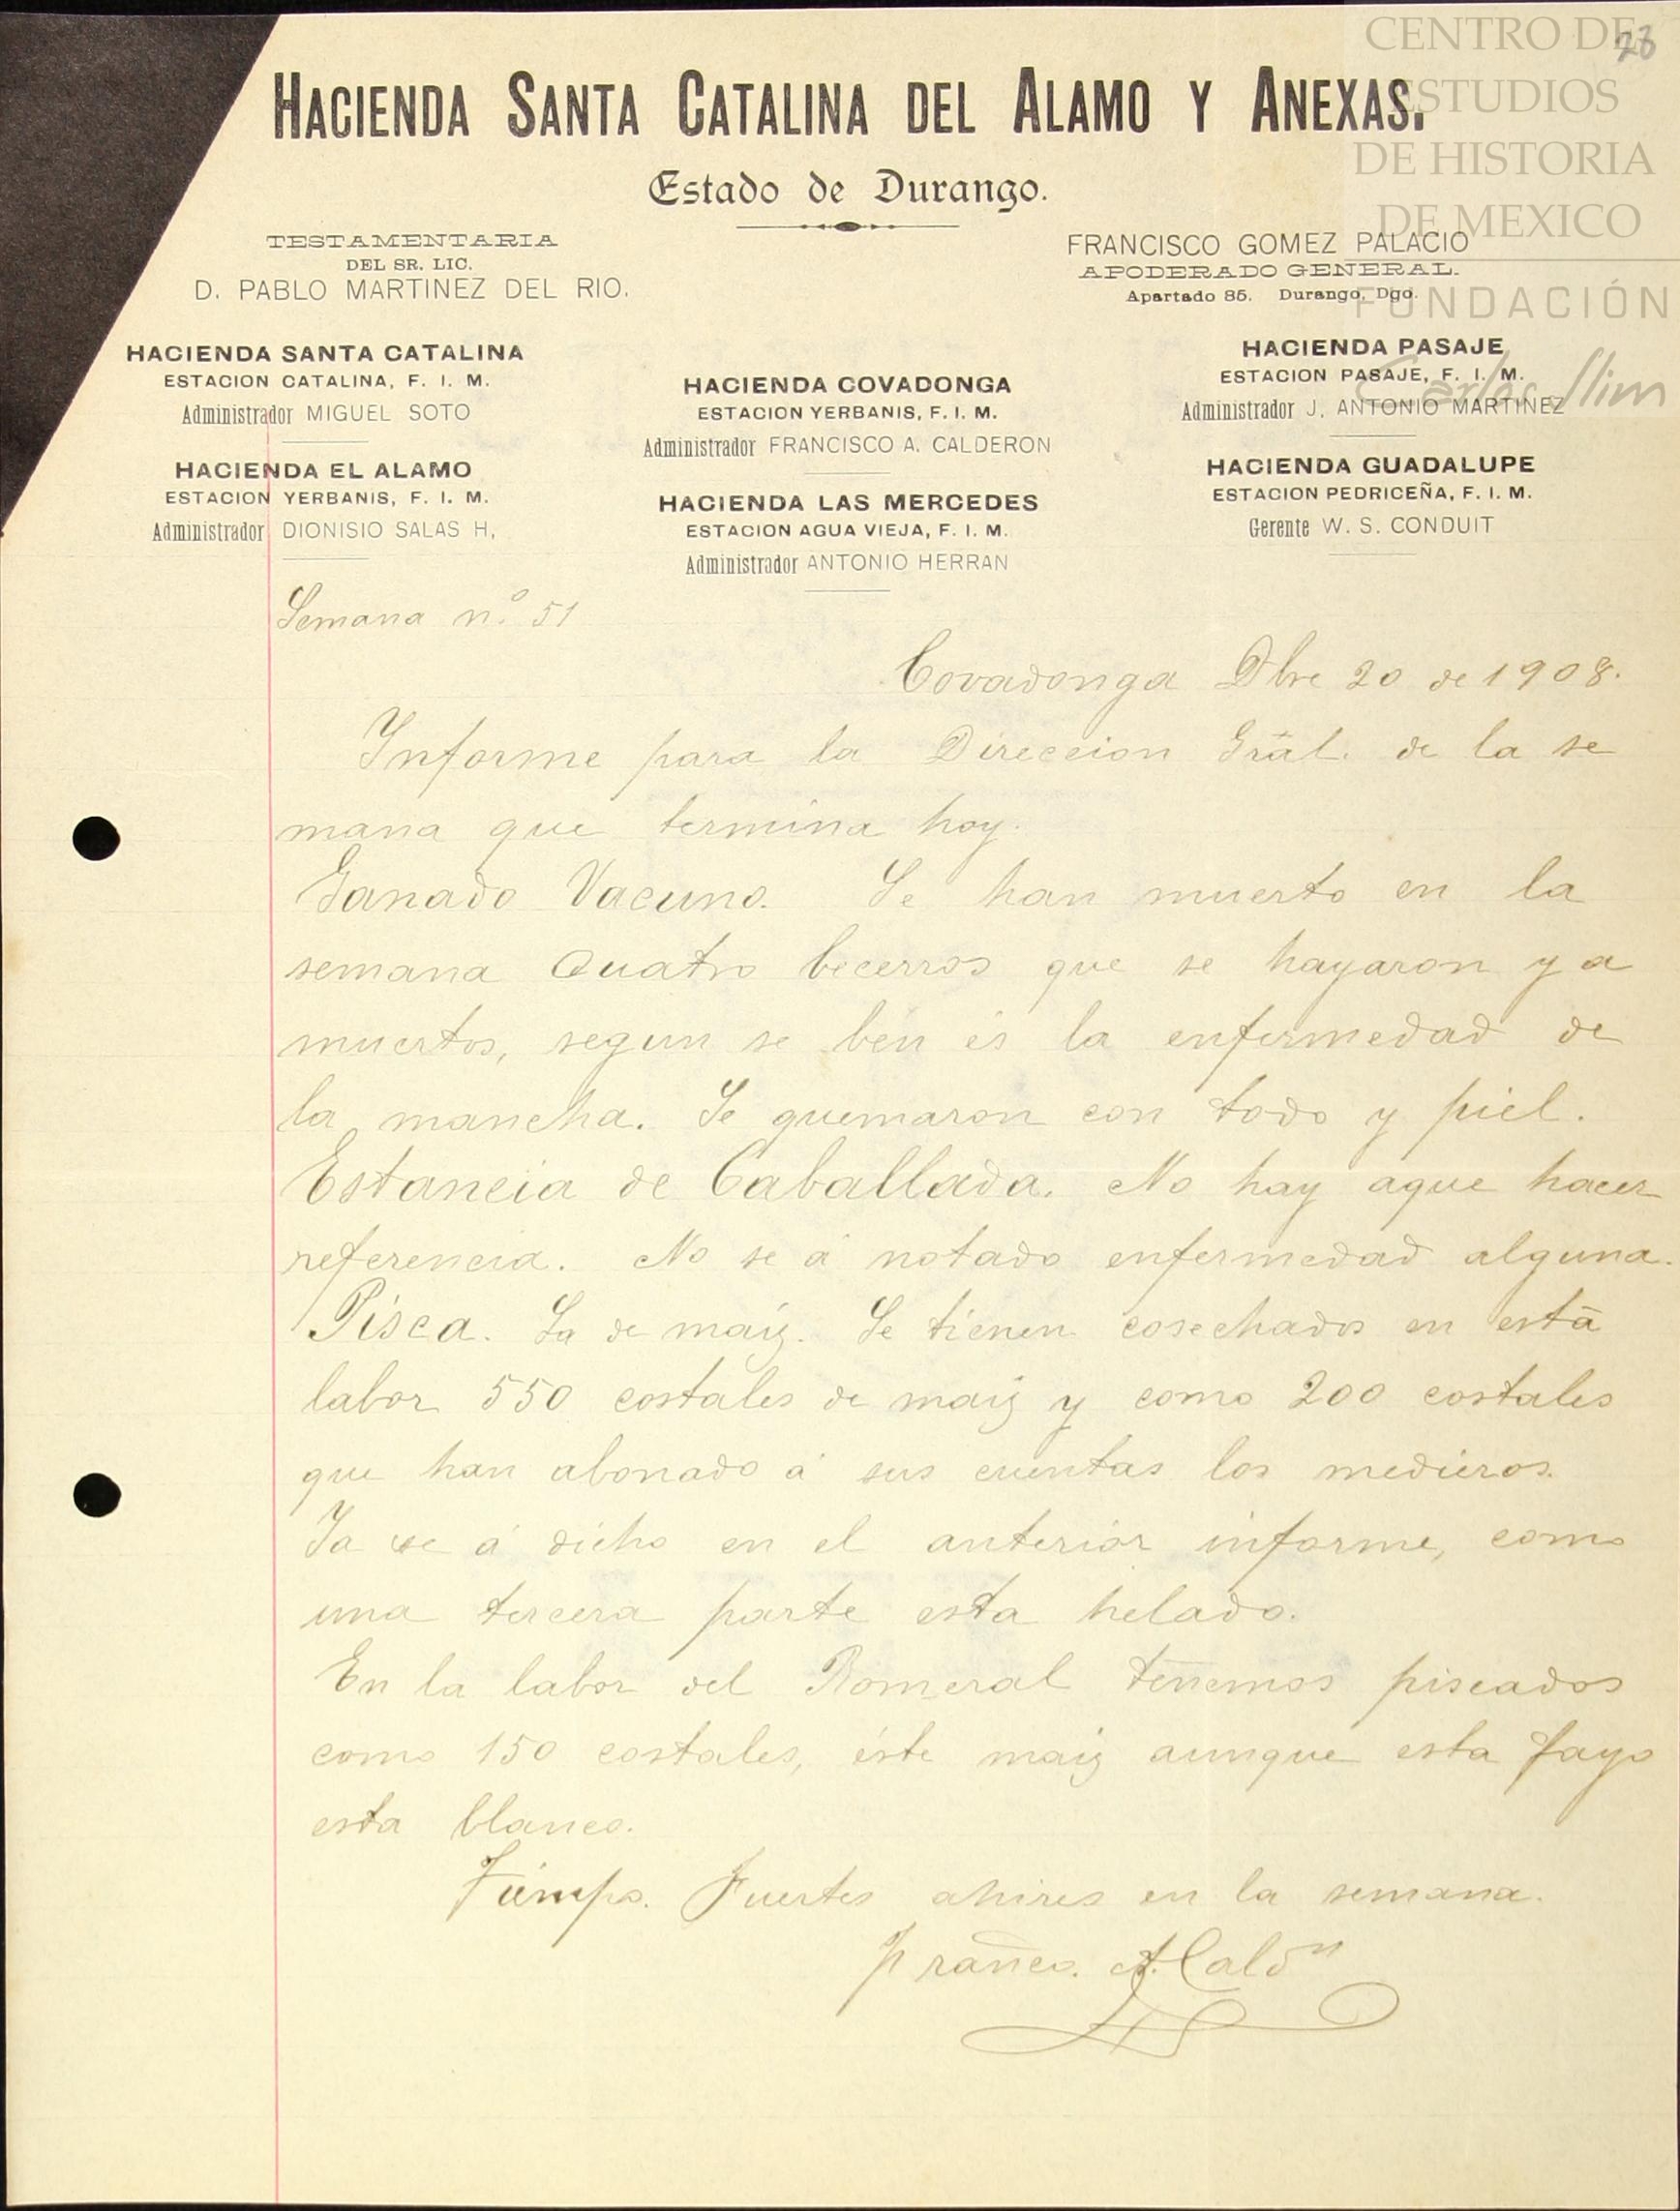 CENTRO DE
ESTUDIOS
DE HISTORIA
DE MEXICO
FUNDACIÓN
Carlos Slim
HACIENDA SANTA CATALINA DEL ALAMO Y ANEXAS.
Estado de Durango.
TESTAMENTARIA
DEL SR. LIC.
D. PABLO MARTINEZ DEL RIO.
FRANCISCO GOMEZ PALACIO
APODERADO GENERAL.
Apartado 85. Durango, Dgo.
HACIENDA SANTA CATALINA
ESTACION CATALINA, F. I. M.
Administrador MIGUEL SOTO
HACIENDA EL ALAMO
ESTACION YERBANIS, F. I. M.
Administrador DIONISIO SALAS H,
HACIENDA COVADONGA
ESTACION YERBANIS, F. I. M.
Administrador FRANCISCO A. CALDERON
HACIENDA LAS MERCEDES
ESTACION AGUA VIEJA, F. I. M.
Administrador ANTONIO HERRAN
HACIENDA PASAJE
ESTACION PASAJE, F. I. M.
Administrador J. ANTONIO MARTINEZ
HACIENDA GUADALUPE
ESTACION PEDRICEÑA, F. I. M.
Gerente W. S. CONDUIT
Semana nº 51
Covadonga Dbre 20 de 1908.
Informe para la Direccion Gral. de la se
mana que termina hoy.
Ganado Vacuno. Se han muerto en la
semana cuatro becerros que se hayaron ya
muertos, segun se bén és la enfermedad de
la mancha. Se quemaron con todo y piel.
Estancia de Caballada. No hay aque hacer
referencia. No se á notado enfermedad alguna.
Pisca. La de maiz. Se tienen cosechados en está
labor 550 costales de maiz y como 200 costales
que han abonado á sus cuentas los medieros.
Ya se á dicho en el anteriór informe, como
una tercera parte esta helado.
En la labor del Romeral tenemos piscados
como 150 costales, éste maiz aunque esta fayo
esta blanco.
Tiempo. Fuertes ahires en la semana.
Franco. A. Caldn